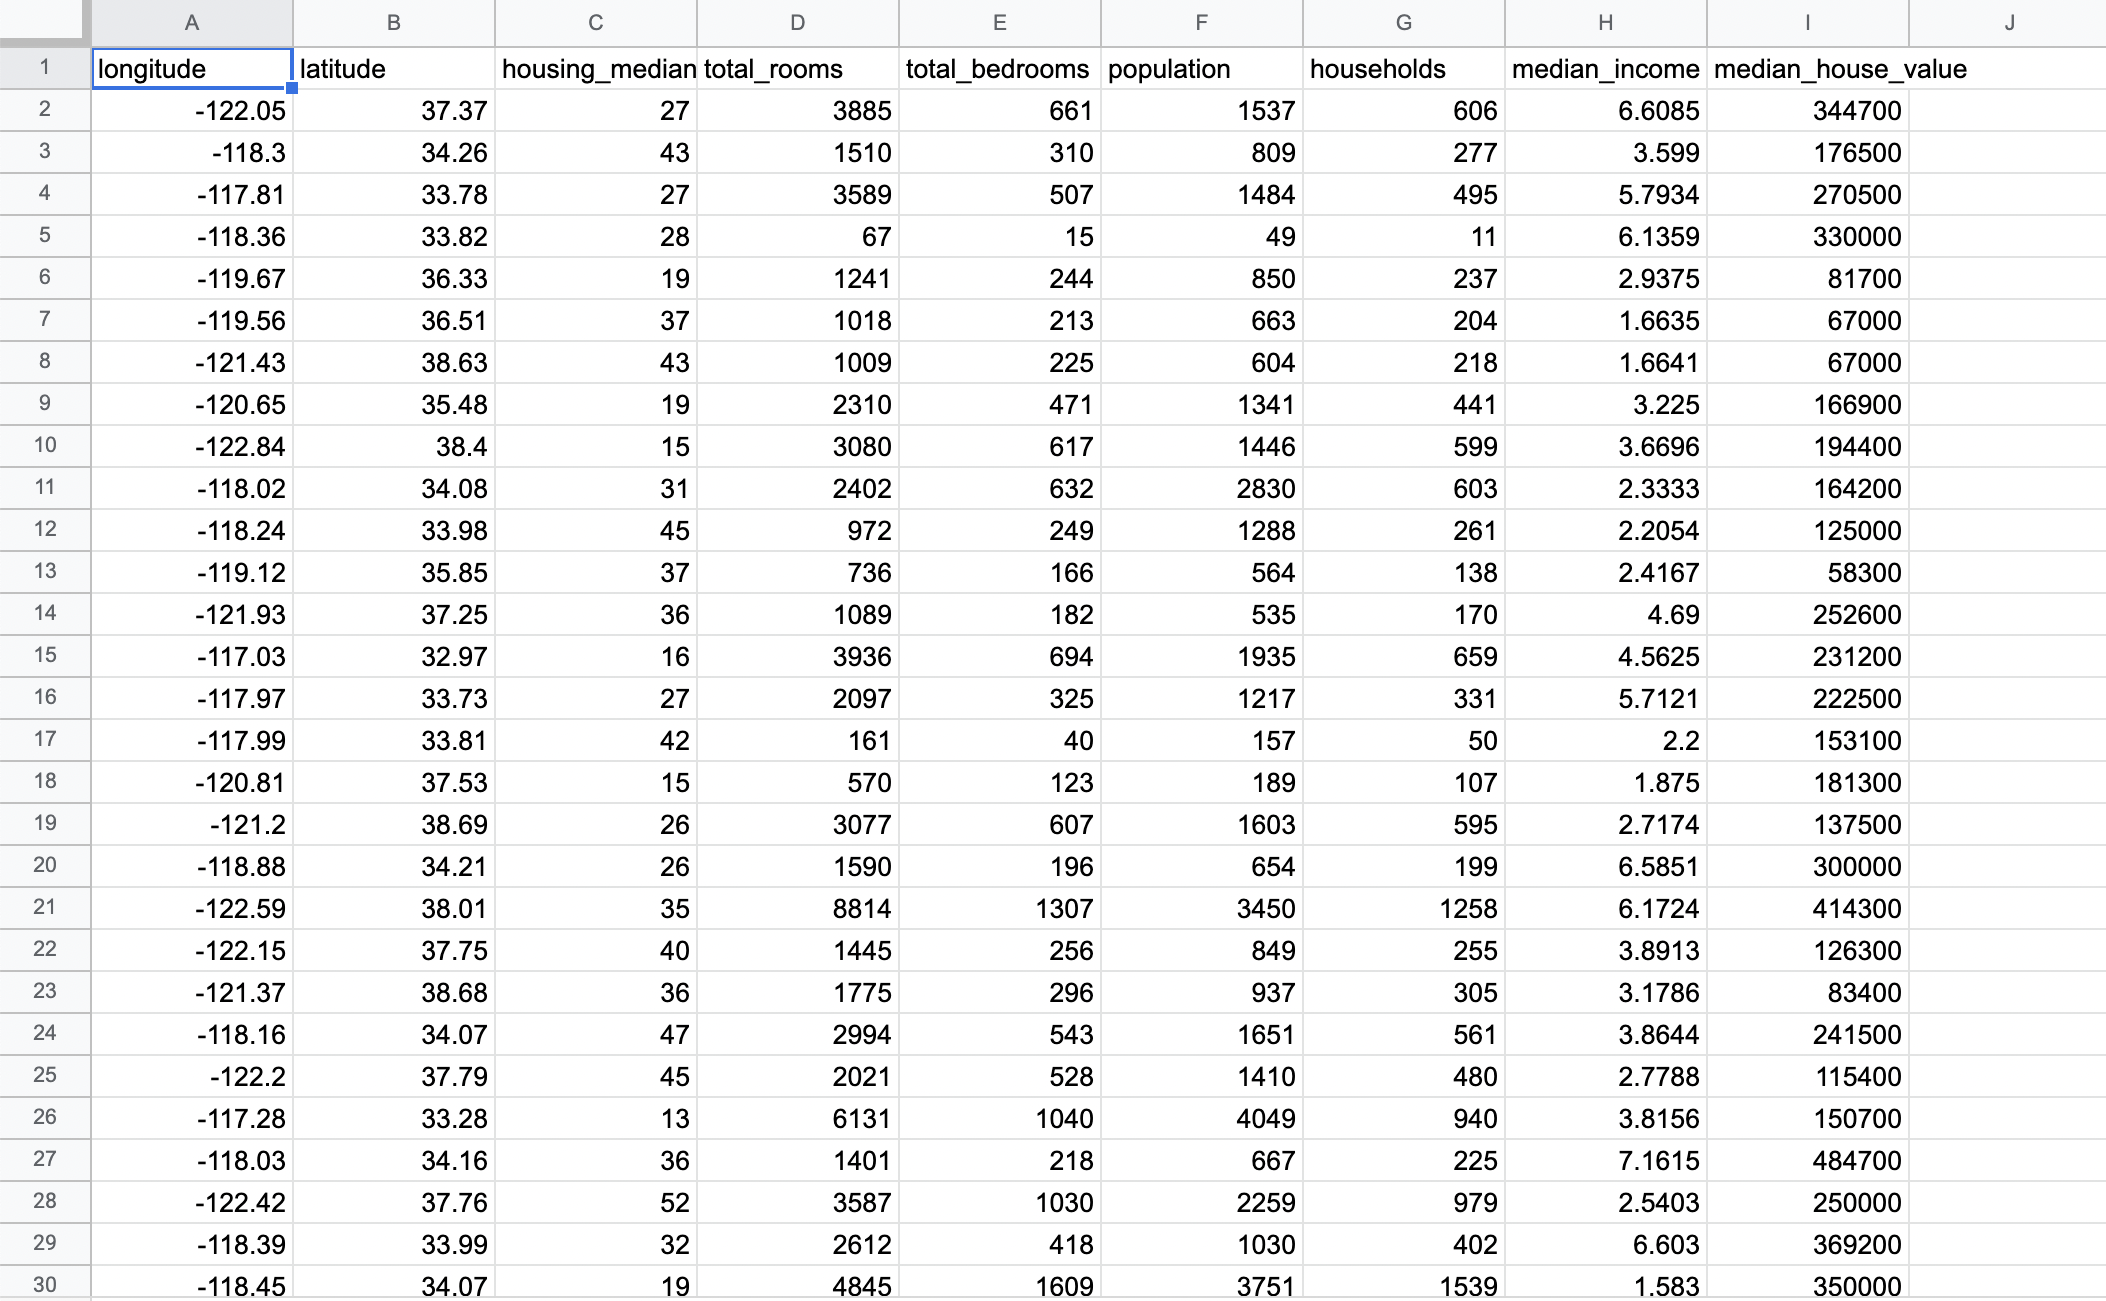 A B C D E F G H I J
1 longitude latitude housing_median total_rooms total_bedrooms population households median_income median_house_value
2 -122.05 37.37 27 3885 661 1537 606 6.6085 344700
3 -118.3 34.26 43 1510 310 809 277 3.599 176500
4 -117.81 33.78 27 3589 507 1484 495 5.7934 270500
5 -118.36 33.82 28 67 15 49 11 6.1359 330000
6 -119.67 36.33 19 1241 244 850 237 2.9375 81700
7 -119.56 36.51 37 1018 213 663 204 1.6635 67000
8 -121.43 38.63 43 1009 225 604 218 1.6641 67000
9 -120.65 35.48 19 2310 471 1341 441 3.225 166900
10 -122.84 38.4 15 3080 617 1446 599 3.6696 194400
11 -118.02 34.08 31 2402 632 2830 603 2.3333 164200
12 -118.24 33.98 45 972 249 1288 261 2.2054 125000
13 -119.12 35.85 37 736 166 564 138 2.4167 58300
14 -121.93 37.25 36 1089 182 535 170 4.69 252600
15 -117.03 32.97 16 3936 694 1935 659 4.5625 231200
16 -117.97 33.73 27 2097 325 1217 331 5.7121 222500
17 -117.99 33.81 42 161 40 157 50 2.2 153100
18 -120.81 37.53 15 570 123 189 107 1.875 181300
19 -121.2 38.69 26 3077 607 1603 595 2.7174 137500
20 -118.88 34.21 26 1590 196 654 199 6.5851 300000
21 -122.59 38.01 35 8814 1307 3450 1258 6.1724 414300
22 -122.15 37.75 40 1445 256 849 255 3.8913 126300
23 -121.37 38.68 36 1775 296 937 305 3.1786 83400
24 -118.16 34.07 47 2994 543 1651 561 3.8644 241500
25 -122.2 37.79 45 2021 528 1410 480 2.7788 115400
26 -117.28 33.28 13 6131 1040 4049 940 3.8156 150700
27 -118.03 34.16 36 1401 218 667 225 7.1615 484700
28 -122.42 37.76 52 3587 1030 2259 979 2.5403 250000
29 -118.39 33.99 32 2612 418 1030 402 6.603 369200
30 -118.45 34.07 19 4845 1609 3751 1539 1.583 350000